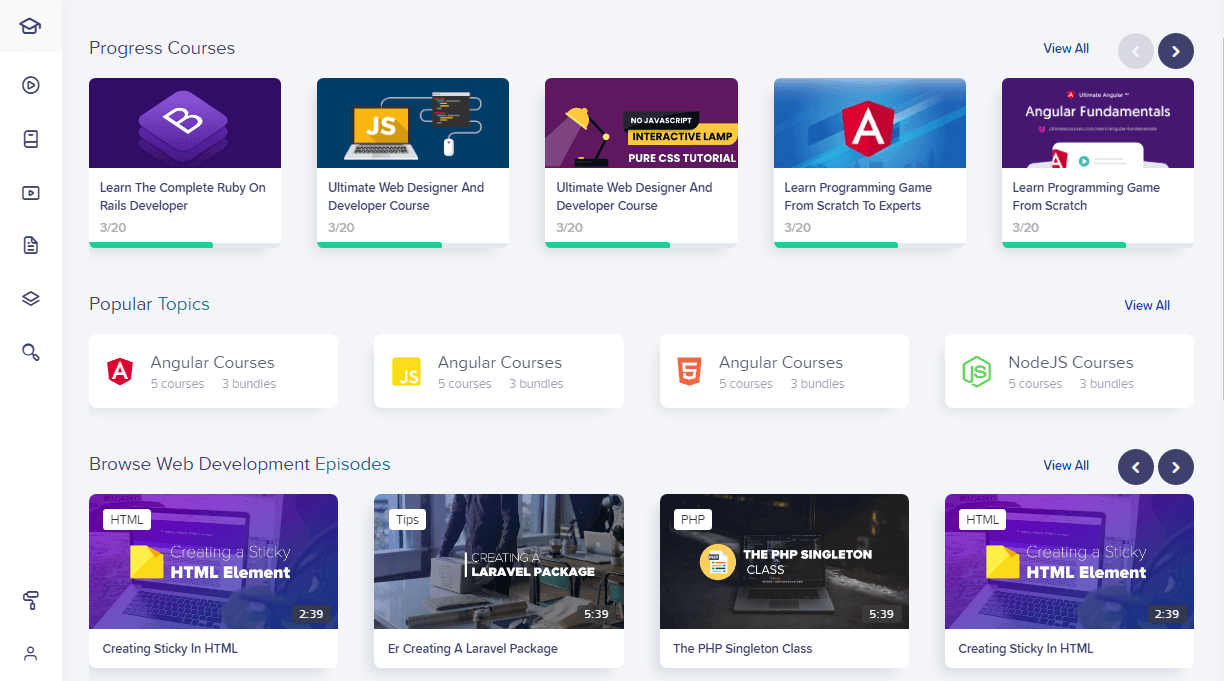 Progress Courses
View All
JS
NO JAVASCRIPT
INTERACTIVE LAMP
PURE CSS TUTORIAL
A
A Ultimate Angular™
Angular Fundamentals
Learn The Complete Ruby On
Rails Developer
3/20
Ultimate Web Designer And
Developer Course
3/20
Ultimate Web Designer And
Developer Course
3/20
Learn Programming Game
From Scratch To Experts
3/20
Learn Programming Game
From Scratch
3/20
Popular Topics
View All
A
Angular Courses
5 courses 3 bundles
JS
Angular Courses
5 courses 3 bundles
5
Angular Courses
5 courses 3 bundles
JS
NodeJS Courses
5 courses 3 bundles
Browse Web Development Episodes
View All
HTML
Creating a Sticky
HTML Element
2:39
Creating Sticky In HTML
Tips
CREATING A
LARAVEL PACKAGE
5:39
Er Creating A Laravel Package
PHP
PHP
THE PHP SINGLETON
CLASS
5:39
The PHP Singleton Class
HTML
Creating a Sticky
HTML Element
2:39
Creating Sticky In HTML